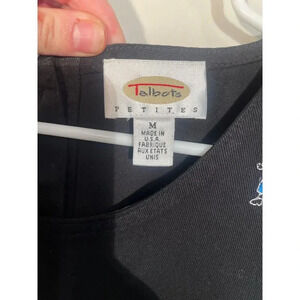 Talbots
PETITES
M
MADE IN
U.S.A.
FABRIQUE
AUX ETATS
UNIS